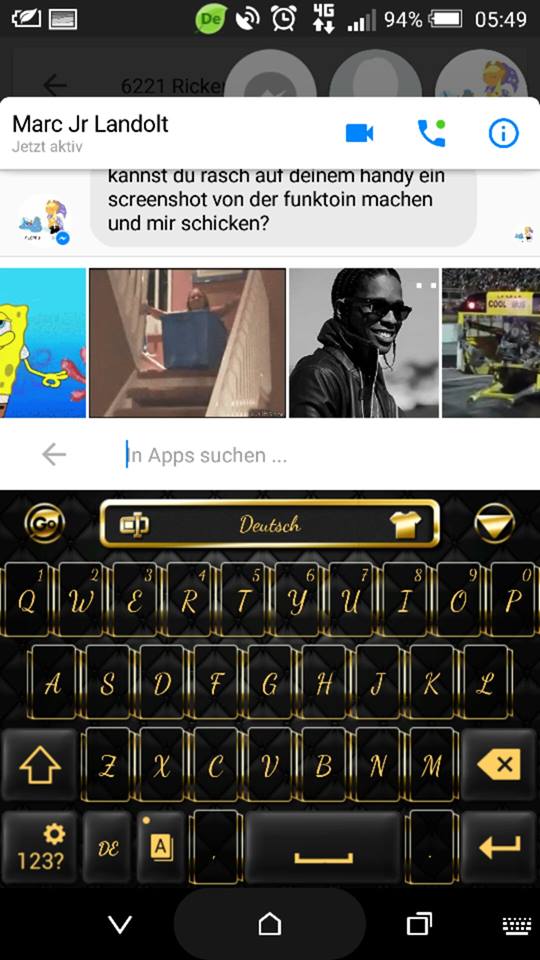 De 4G 94% 05:49
6221 Ricker
Marc Jr Landolt
Jetzt aktiv
kannst du rasch auf deinem handy ein
screenshot von der funktoin machen
und mir schicken?
COOL BUS
In Apps suchen ...
Go Deutsch
1 2 3 4 5 6 7 8 9 0
Q W E R T Y U I O P
A S D F G H J K L
Z X C V B N M
123? DE A , .